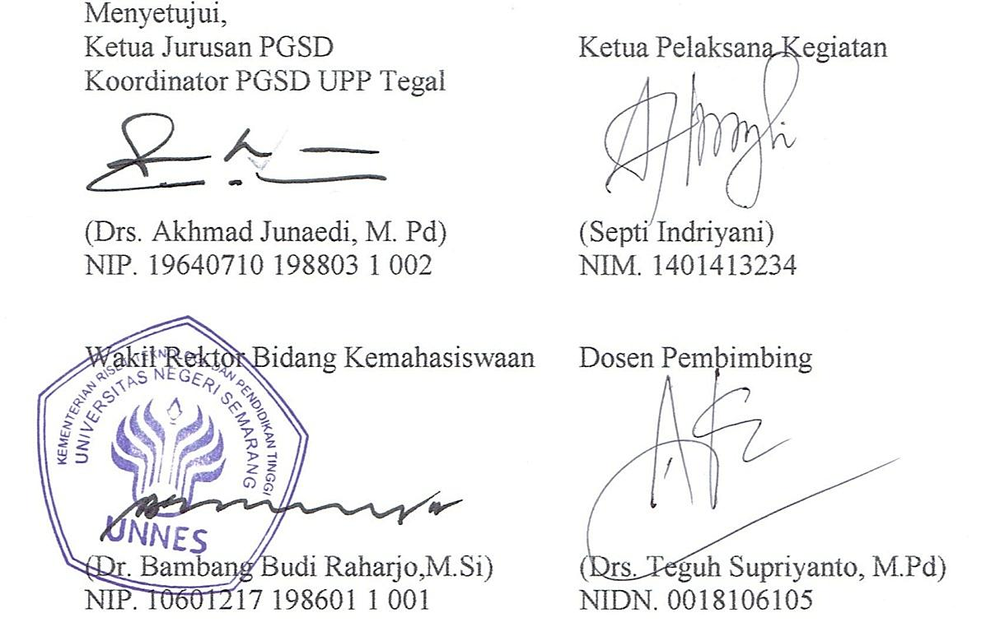 Menyetujui,
Ketua Jurusan PGSD
Koordinator PGSD UPP Tegal
(Drs. Akhmad Junaedi, M. Pd)
NIP. 19640710 198803 1 002
Ketua Pelaksana Kegiatan
(Septi Indriyani)
NIM. 1401413234
Wakil Rektor Bidang Kemahasiswaan
KEMENTERIAN RISET, TEKNOLOGI, DAN PENDIDIKAN TINGGI
UNIVERSITAS NEGERI SEMARANG
UNNES
(Dr. Bambang Budi Raharjo,M.Si)
NIP. 10601217 198601 1 001
Dosen Pembimbing
(Drs. Teguh Supriyanto, M.Pd)
NIDN. 0018106105